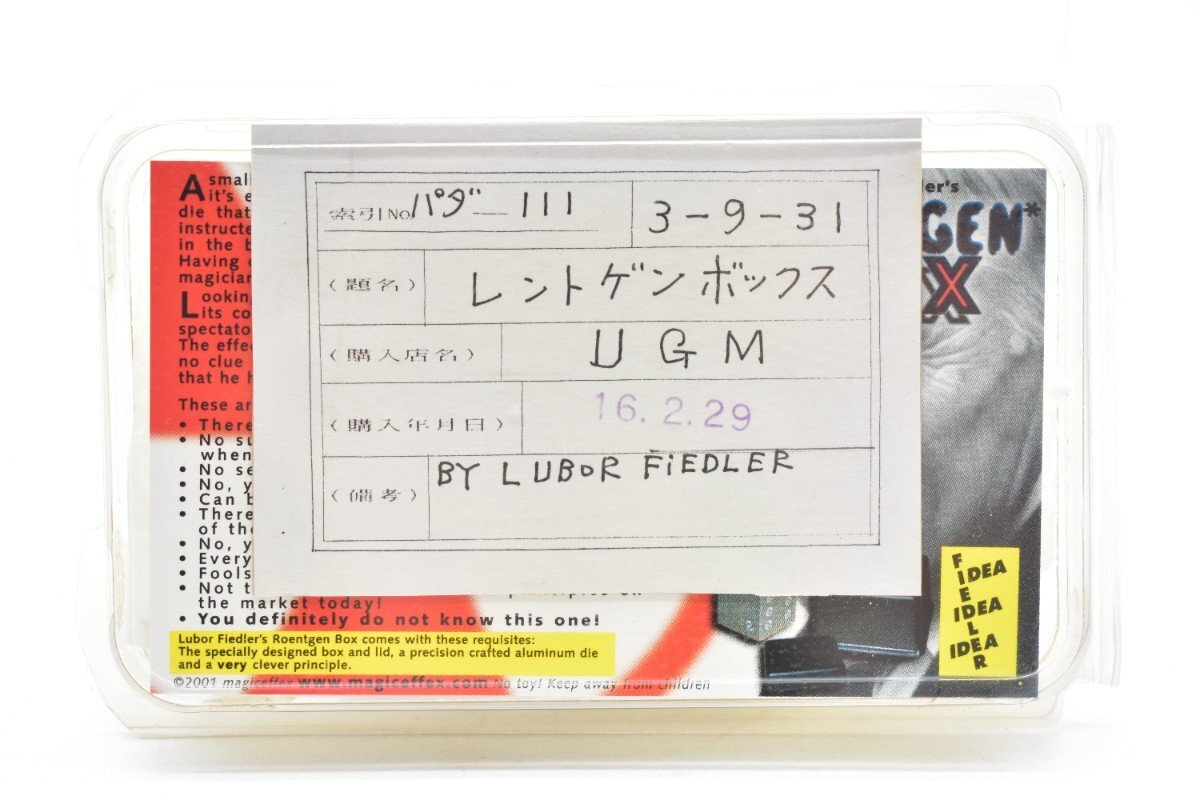 索引No.パダ-111
3-9-31
(題名) レントゲンボックス
(購入店名) UGM
(購入年月日) 16.2.29
(備考) BY LUBOR FiEDLER
A smal
it's e
die that
instructe
in the b
Having
magician
Lookin
its co
spectato
The effe
no clue
that he h
These ar
• There
• No su
when
• No se
• No, y
• Can b
• There
of the
• No, y
• Every
• Fools
• Not t
the market today!
• You definitely do not know this one!
Lubor Fiedler's Roentgen Box comes with these requisites:
The specially designed box and lid, a precision crafted aluminum die
and a very clever principle.
©2001 magiceffex www.magiceffex.com No toy! Keep away from children
er's
GEN*
X
FIEDLER
IDEA
IDEA
IDEA